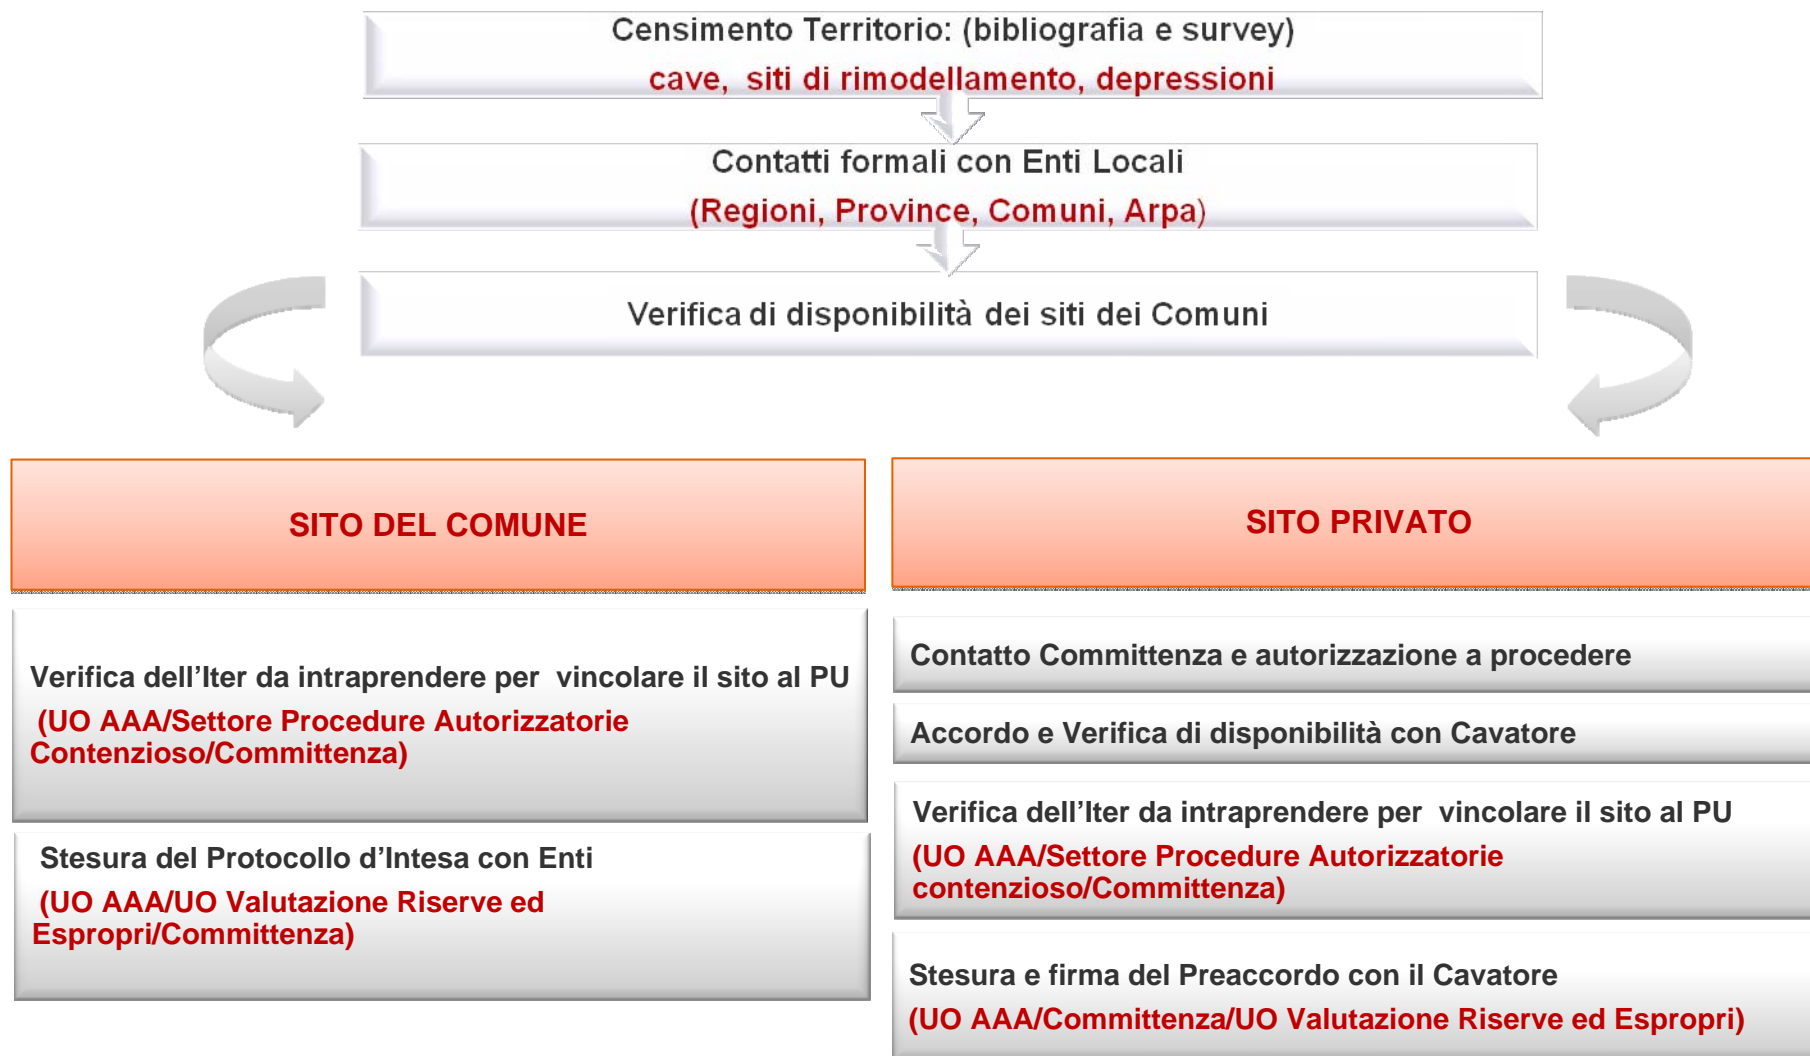 Censimento Territorio: (bibliografia e survey)
cave, siti di rimodellamento, depressioni
Contatti formali con Enti Locali
(Regioni, Province, Comuni, Arpa)
Verifica di disponibilità dei siti dei Comuni
SITO DEL COMUNE
Verifica dell’Iter da intraprendere per vincolare il sito al PU
(UO AAA/Settore Procedure Autorizzatorie
Contenzioso/Committenza)
Stesura del Protocollo d’Intesa con Enti
(UO AAA/UO Valutazione Riserve ed
Espropri/Committenza)
SITO PRIVATO
Contatto Committenza e autorizzazione a procedere
Accordo e Verifica di disponibilità con Cavatore
Verifica dell’Iter da intraprendere per vincolare il sito al PU
(UO AAA/Settore Procedure Autorizzatorie
contenzioso/Committenza)
Stesura e firma del Preaccordo con il Cavatore
(UO AAA/Committenza/UO Valutazione Riserve ed Espropri)